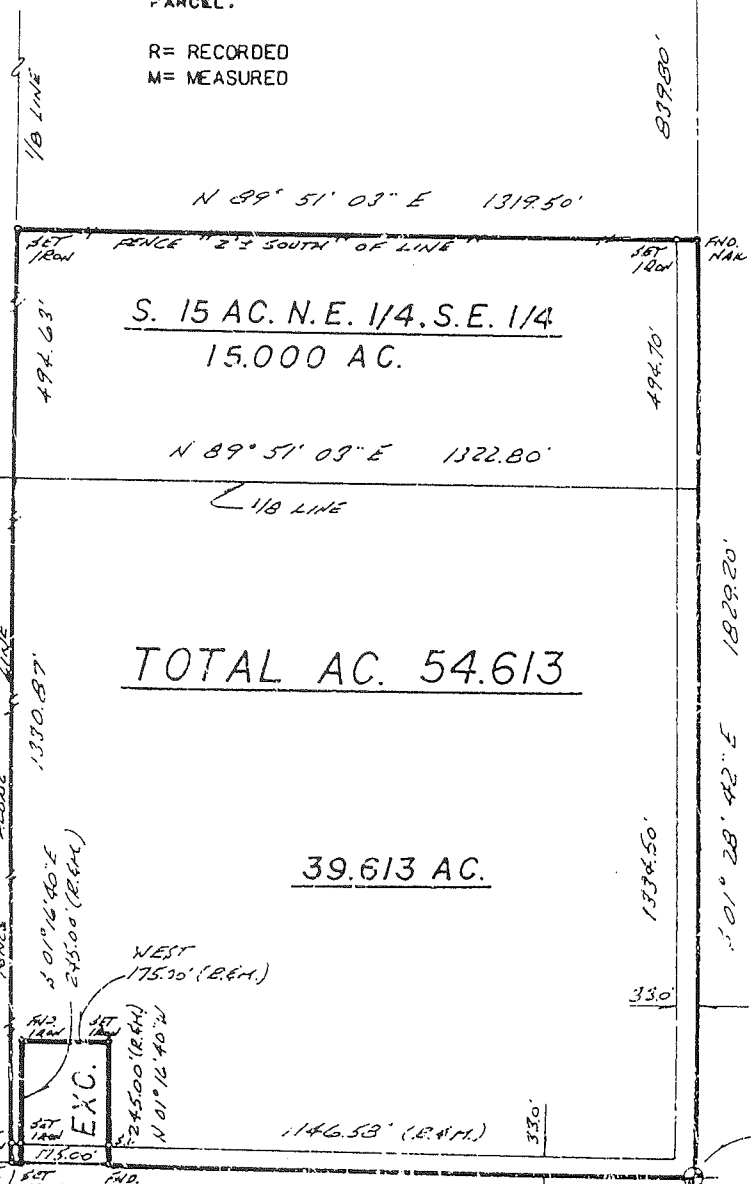 PARCEL.
R= RECORDED
M= MEASURED
1/8 LINE
839.80'
N 89° 51' 03" E 1319.50'
SET IRON
FENCE 2'± SOUTH OF LINE
SET IRON
FND. NAIL
S. 15 AC. N.E. 1/4, S.E. 1/4
15.000 AC.
494.63'
494.70'
N 89° 51' 03" E 1322.80'
1/8 LINE
1829.20'
LINE
TOTAL AC. 54.613
1330.87'
S 01° 28' 42" E
39.613 AC.
1334.50'
S 01° 16' 40" E
245.00' (R.&M.)
WEST
175.00' (R.&M.)
33.0
FND. IRON
SET IRON
EXC.
245.00' (R.&M.)
N 01° 16' 40" W
SET IRON
S.I.
1146.53' (R.&M.)
33.0'
175.00'
SET
FND.